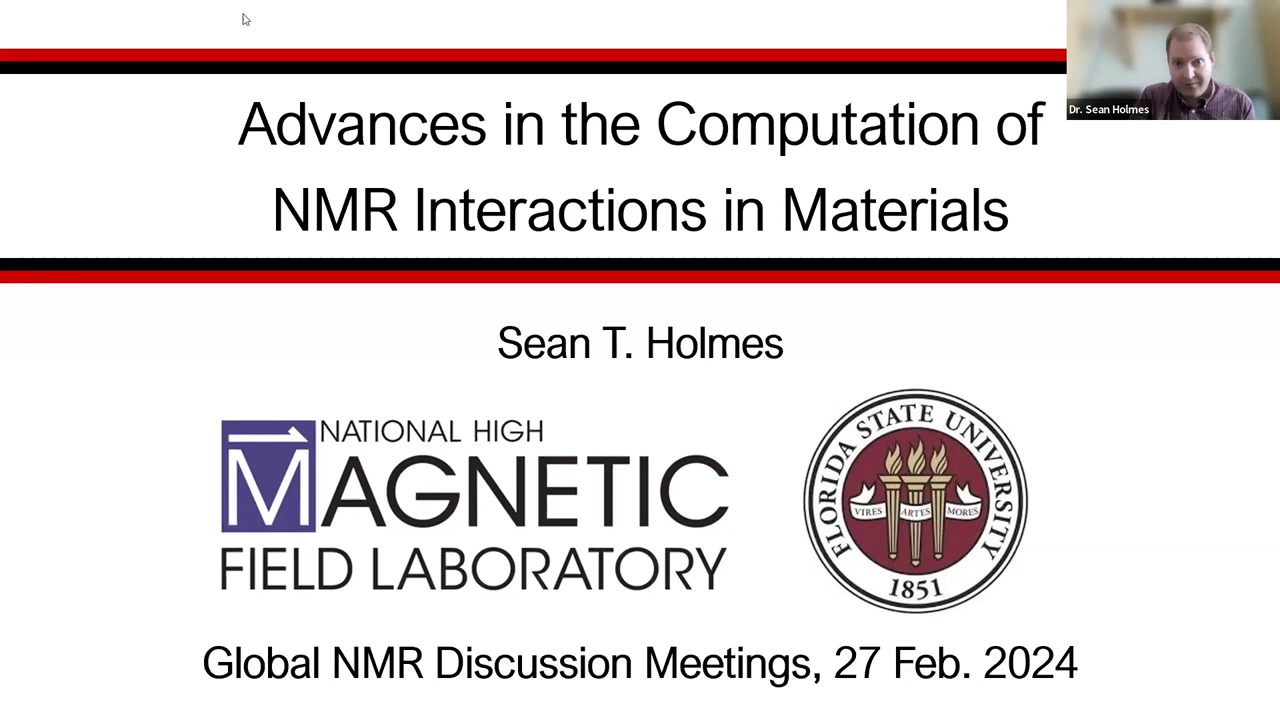 Dr. Sean Holmes
Advances in the Computation of
NMR Interactions in Materials
Sean T. Holmes
NATIONAL HIGH
MAGNETIC
FIELD LABORATORY
FLORIDA STATE UNIVERSITY
VIRES ARTES MORES
1851
Global NMR Discussion Meetings, 27 Feb. 2024